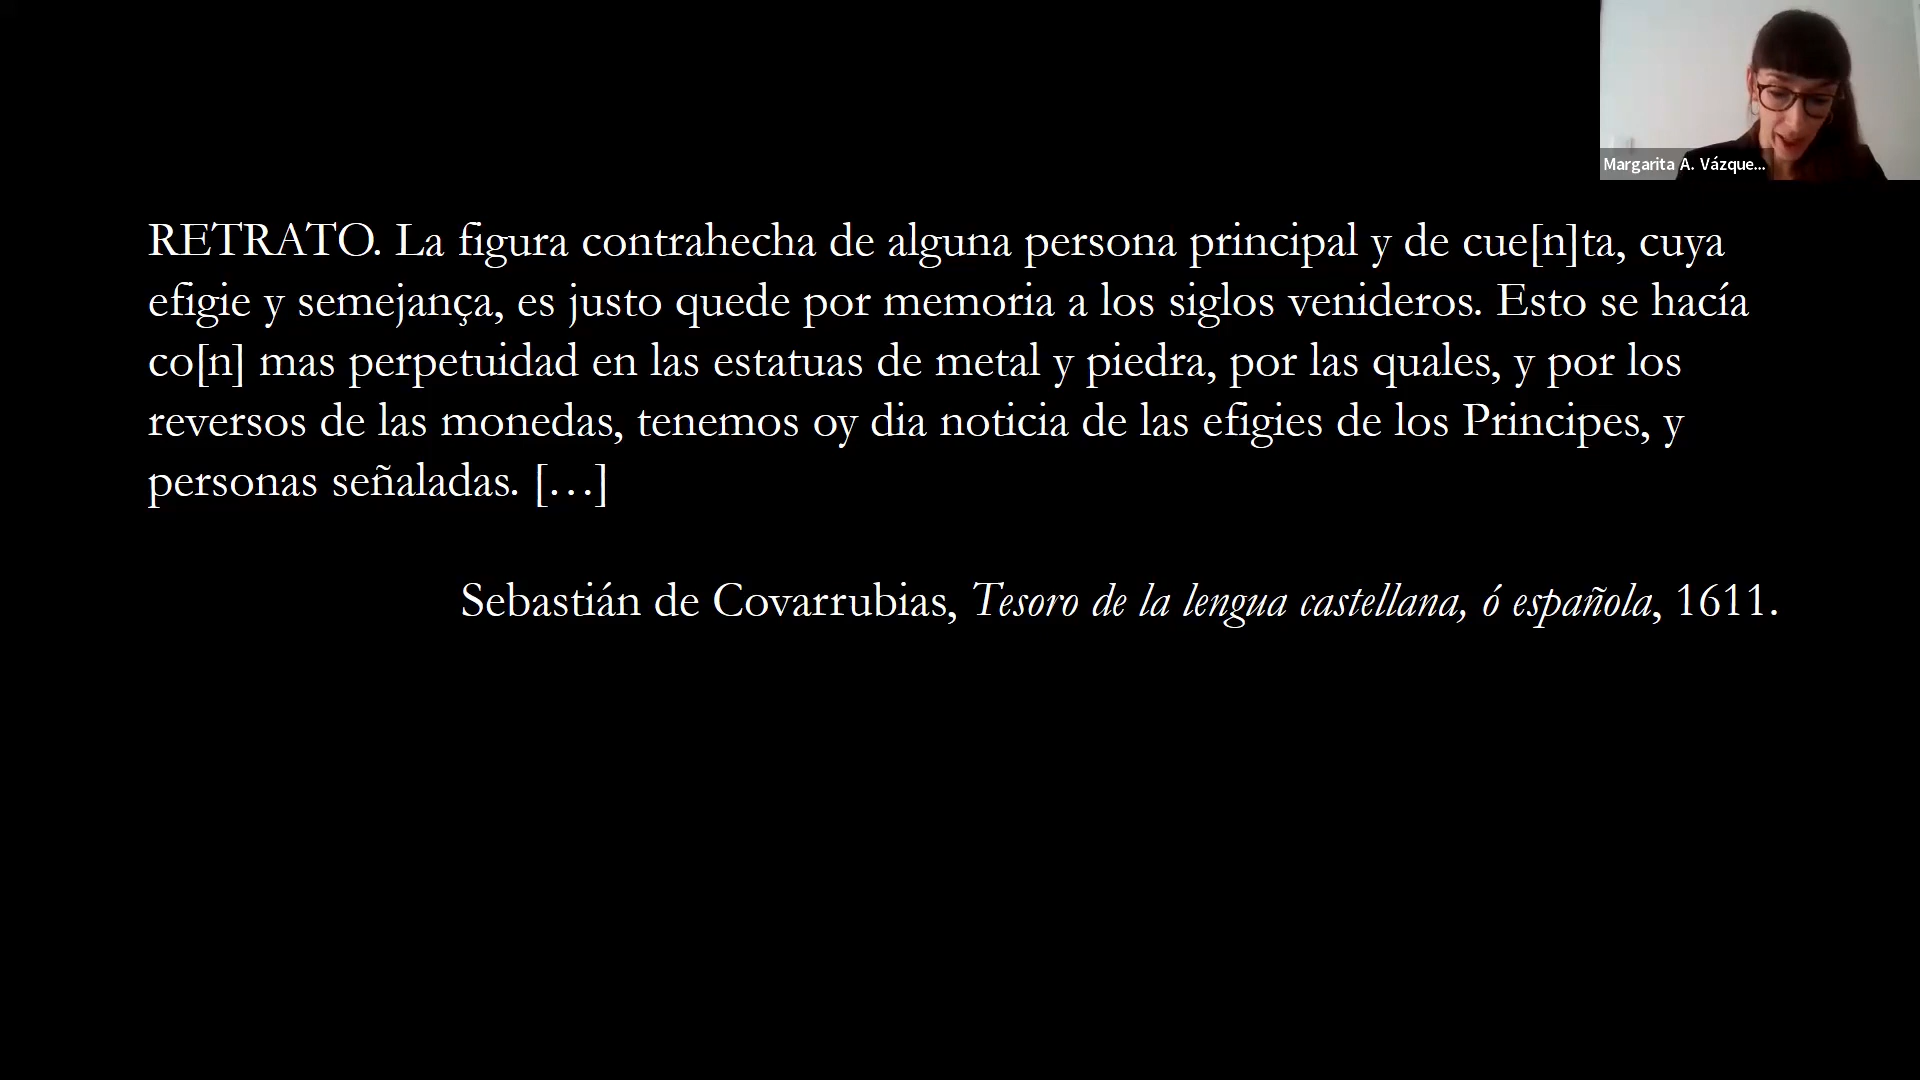 Margarita A. Vázque...
RETRATO. La figura contrahecha de alguna persona principal y de cue[n]ta, cuya
efigie y semejança, es justo quede por memoria a los siglos venideros. Esto se hacía
co[n] mas perpetuidad en las estatuas de metal y piedra, por las quales, y por los
reversos de las monedas, tenemos oy dia noticia de las efigies de los Principes, y
personas señaladas. […]
Sebastián de Covarrubias, Tesoro de la lengua castellana, ó española, 1611.